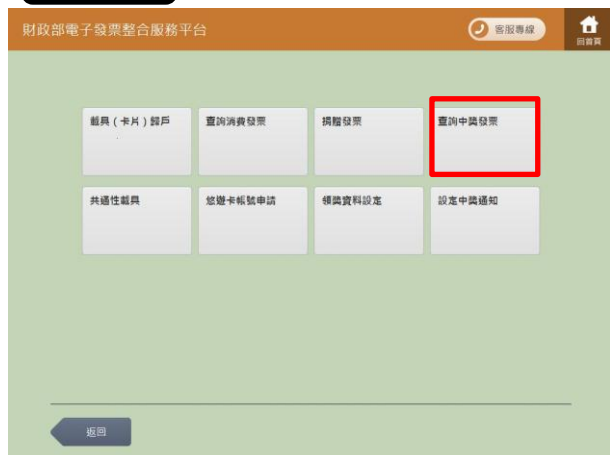 財政部電子發票整合服務平台
客服專線
回首頁
載具(卡片)歸戶
查詢消費發票
捐贈發票
查詢中獎發票
共通性載具
悠遊卡帳號申請
領獎資料設定
設定中獎通知
返回